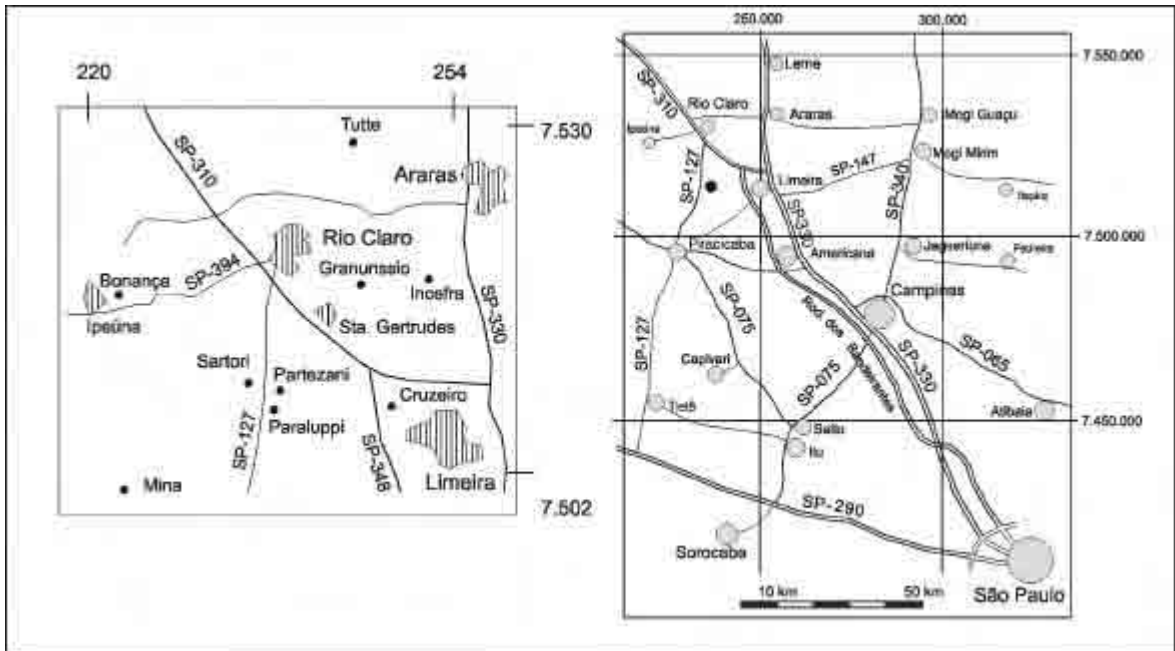 220
254
7.530
7.502
Tutte
SP-310
Araras
Rio Claro
SP-394
Bonança
Granunssio
Incefra
Ipeúna
Sta. Gertrudes
SP-330
Sartori
Partezani
Cruzeiro
Paraluppi
SP-127
SP-348
Limeira
Mina
250.000
300.000
7.550.000
Leme
SP-310
Rio Claro
Araras
Mogi Guaçu
Ipeúna
SP-147
Mogi Mirim
SP-127
Limeira
SP-340
SP-330
7.500.000
Piracicaba
Americana
Jaguariúna
Campinas
SP-075
Rod. dos Bandeirantes
SP-330
SP-065
SP-127
Capivari
SP-075
Tietê
Atibaia
7.450.000
Salto
Itu
SP-290
Sorocaba
10 km
50 km
São Paulo